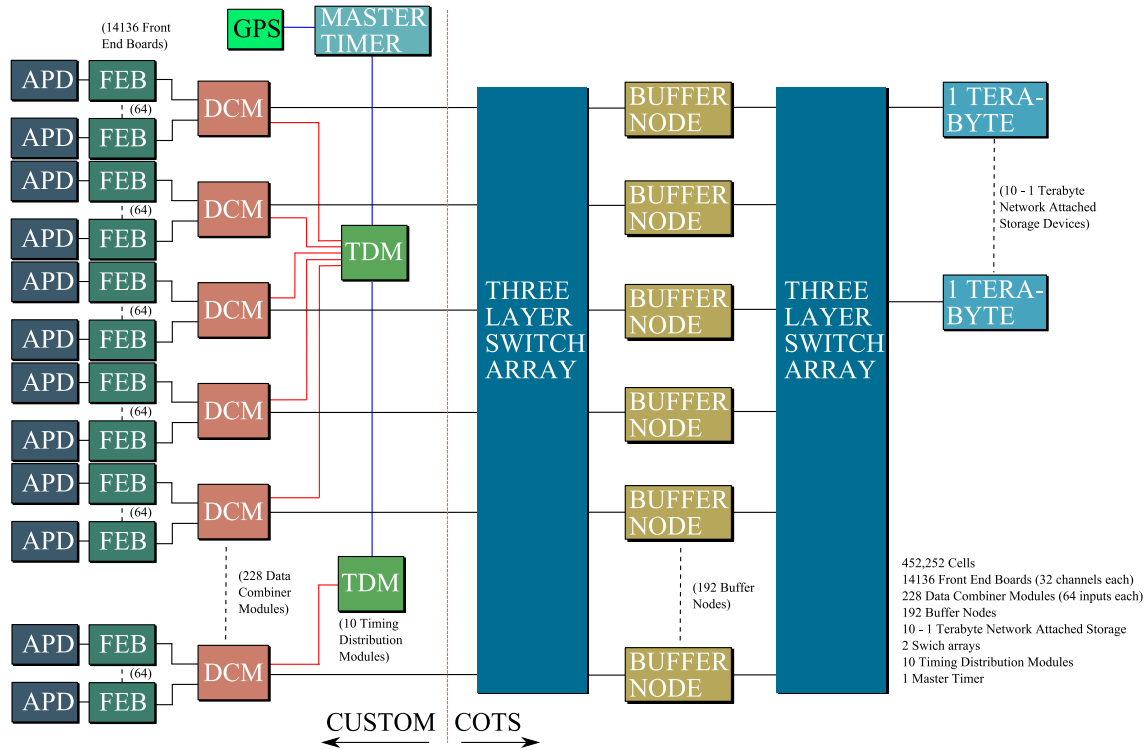 (14136 Front
End Boards)
GPS
MASTER
TIMER
APD
FEB
(64)
APD
FEB
DCM
APD
FEB
(64)
APD
FEB
DCM
APD
FEB
(64)
APD
FEB
DCM
APD
FEB
(64)
APD
FEB
DCM
APD
FEB
(64)
APD
FEB
DCM
APD
FEB
(64)
APD
FEB
DCM
(228 Data
Combiner
Modules)
TDM
TDM
(10 Timing
Distribution
Modules)
THREE
LAYER
SWITCH
ARRAY
BUFFER
NODE
BUFFER
NODE
BUFFER
NODE
BUFFER
NODE
BUFFER
NODE
(192 Buffer
Nodes)
BUFFER
NODE
THREE
LAYER
SWITCH
ARRAY
1 TERA-
BYTE
(10 - 1 Terabyte
Network Attached
Storage Devices)
1 TERA-
BYTE
452,252 Cells
14136 Front End Boards (32 channels each)
228 Data Combiner Modules (64 inputs each)
192 Buffer Nodes
10 - 1 Terabyte Network Attached Storage
2 Swich arrays
10 Timing Distribution Modules
1 Master Timer
CUSTOM
COTS